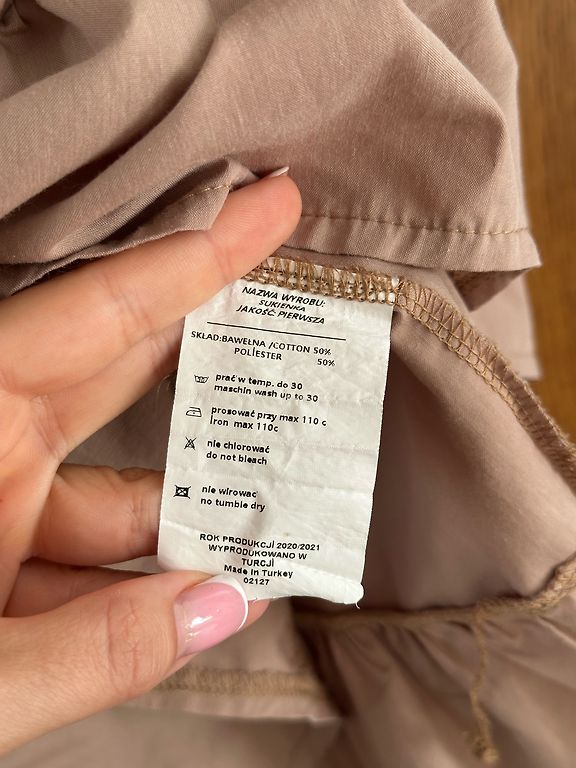 NAZWA WYROBU:
SUKIENKA
JAKOŚĆ: PIERWSZA
SKŁAD:BAWEŁNA /COTTON 50%
POLIESTER 50%
prać w temp. do 30
maschin wash up to 30
prosować przy max 110 c
Iron max 110c
nie chlorować
do not bleach
nie wirować
no tumble dry
ROK PRODUKCJI 2020/2021
WYPRODUKOWANO W
TURCJİ
Made in Turkey
02127